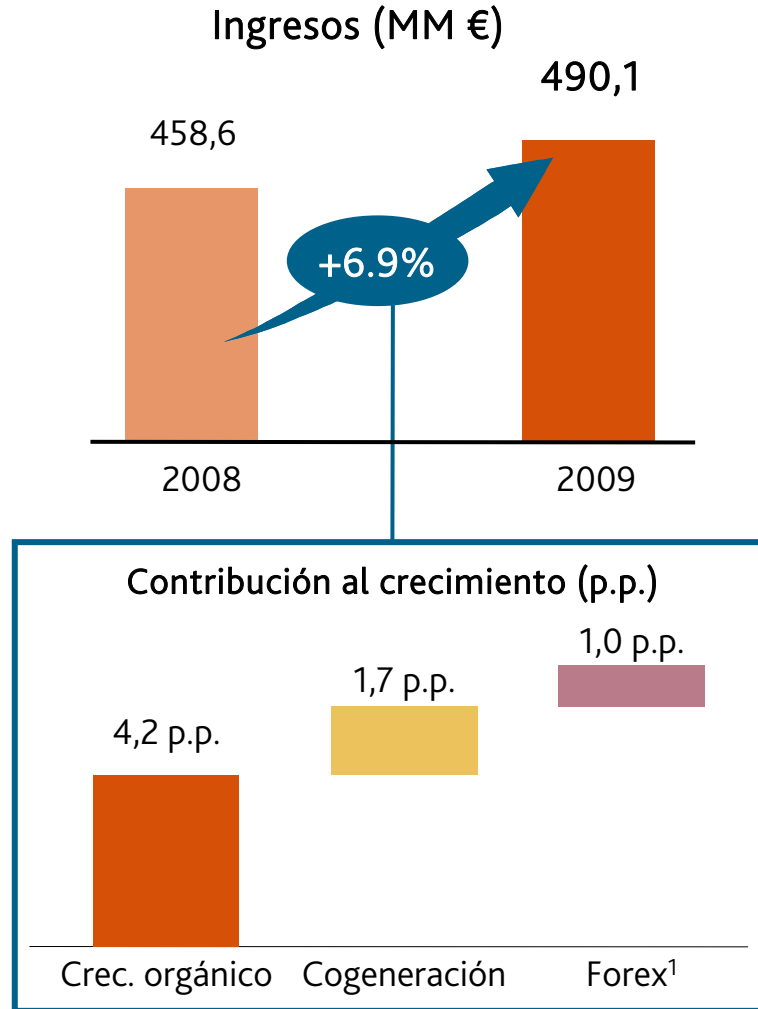 Ingresos (MM €)
458,6
490,1
+6.9%
2008
2009
Contribución al crecimiento (p.p.)
4,2 p.p.
1,7 p.p.
1,0 p.p.
Crec. orgánico
Cogeneración
Forex¹